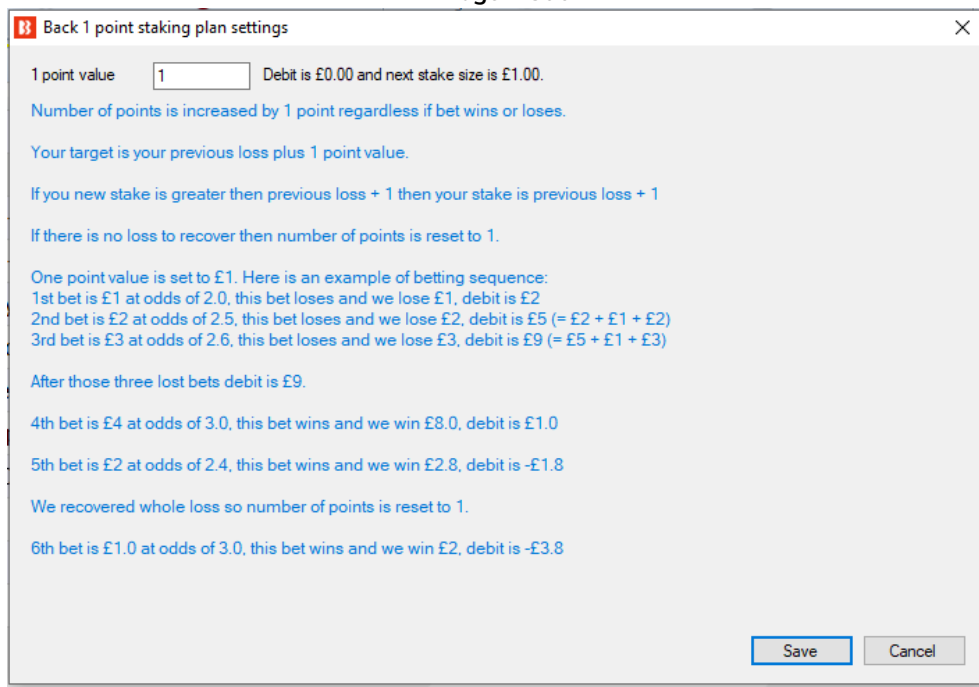 Back 1 point staking plan settings
1 point value 1 Debit is £0.00 and next stake size is £1.00.
Number of points is increased by 1 point regardless if bet wins or loses.
Your target is your previous loss plus 1 point value.
If you new stake is greater then previous loss + 1 then your stake is previous loss + 1
If there is no loss to recover then number of points is reset to 1.
One point value is set to £1. Here is an example of betting sequence:
1st bet is £1 at odds of 2.0, this bet loses and we lose £1, debit is £2
2nd bet is £2 at odds of 2.5, this bet loses and we lose £2, debit is £5 (= £2 + £1 + £2)
3rd bet is £3 at odds of 2.6, this bet loses and we lose £3, debit is £9 (= £5 + £1 + £3)
After those three lost bets debit is £9.
4th bet is £4 at odds of 3.0, this bet wins and we win £8.0, debit is £1.0
5th bet is £2 at odds of 2.4, this bet wins and we win £2.8, debit is -£1.8
We recovered whole loss so number of points is reset to 1.
6th bet is £1.0 at odds of 3.0, this bet wins and we win £2, debit is -£3.8
Save Cancel